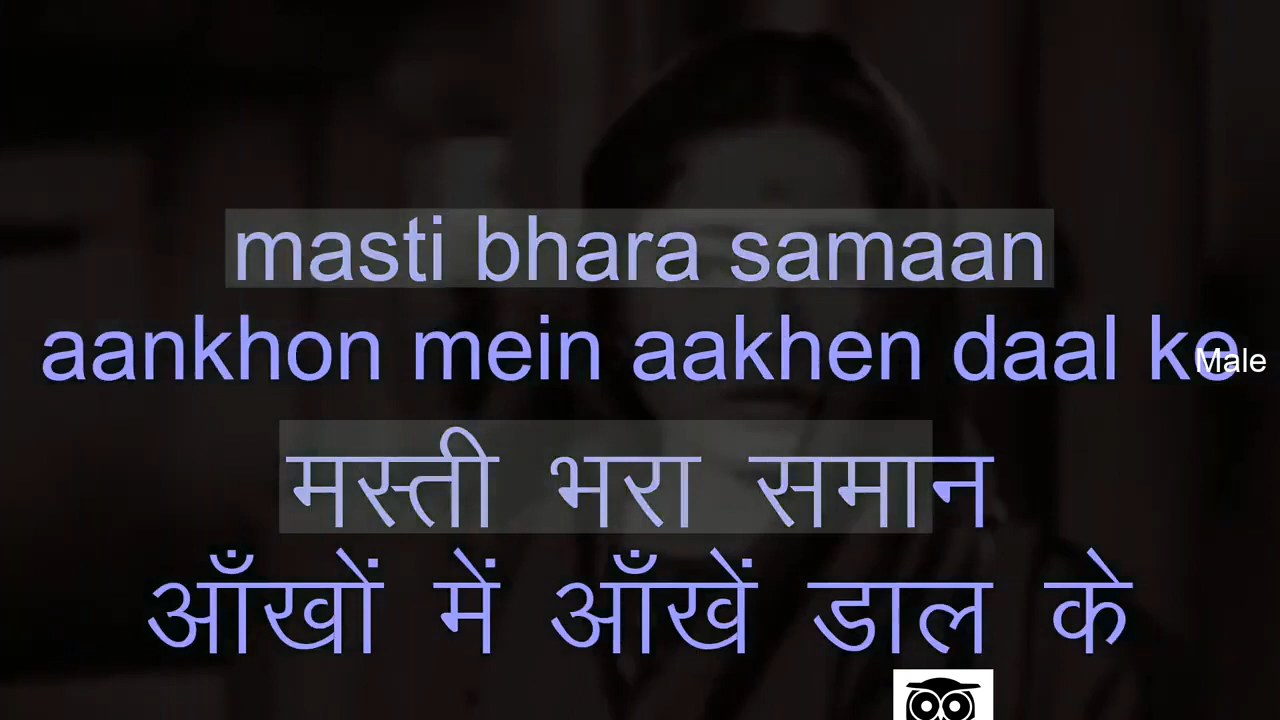 masti bhara samaan
aankhon mein aakhen daal ke
Male
मस्ती भरा समान
आँखों में आँखें डाल के